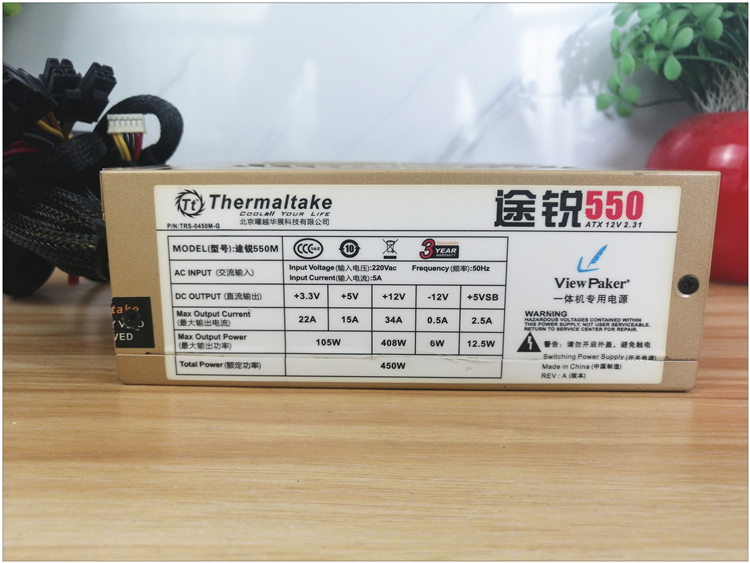 Thermaltake
COOLall YOUR LIFE
北京曜越华展科技有限公司
P/N:TRS-0450M-G
途锐550
ATX 12V 2.31
MODEL(型号):途锐550M
CCC S&E
10
3 YEAR
WARRANTY
AC INPUT (交流输入)
Input Voltage(输入电压):220Vac Frequency(频率):50Hz
Input Current(输入电流):5A
DC OUTPUT (直流输出) +3.3V +5V +12V -12V +5VSB
Max Output Current
(最大输出电流) 22A 15A 34A 0.5A 2.5A
Max Output Power
(最大输出功率) 105W 408W 6W 12.5W
Total Power(额定功率) 450W
ViewPaker®
一体机专用电源
WARNING
HAZARDOUS VOLTAGES CONTAINED WITHIN
THIS POWER SUPPLY, NOT USER SERVICEABLE.
RETURN TO SERVICE CENTER FOR REPAIR.
警告: 请勿开启外盖, 避免触电
Switching Power Supply (开关电源)
Made in China (中国制造)
REV : A (版本)